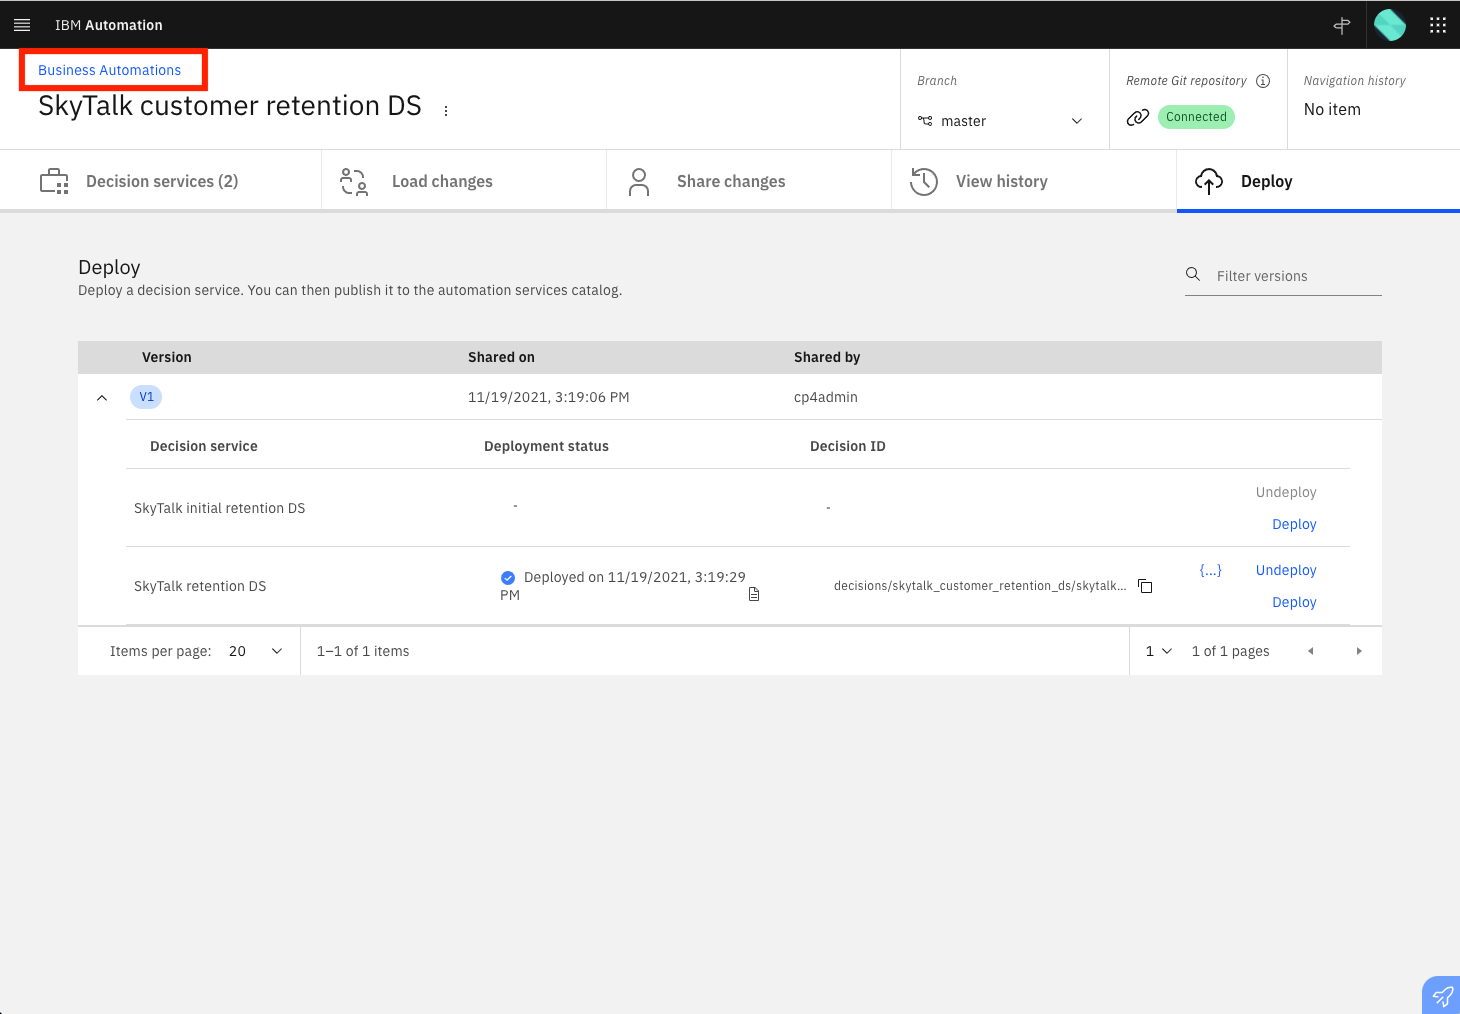 IBM Automation
Business Automations
SkyTalk customer retention DS
Branch
master
Remote Git repository
Connected
Navigation history
No item
Decision services (2)
Load changes
Share changes
View history
Deploy
Deploy
Deploy a decision service. You can then publish it to the automation services catalog.
Filter versions
Version Shared on Shared by
V1 11/19/2021, 3:19:06 PM cp4admin
Decision service Deployment status Decision ID
SkyTalk initial retention DS - -
Undeploy
Deploy
SkyTalk retention DS
Deployed on 11/19/2021, 3:19:29
PM
decisions/skytalk_customer_retention_ds/skytalk...
{...} Undeploy
Deploy
Items per page: 20 1–1 of 1 items 1 1 of 1 pages